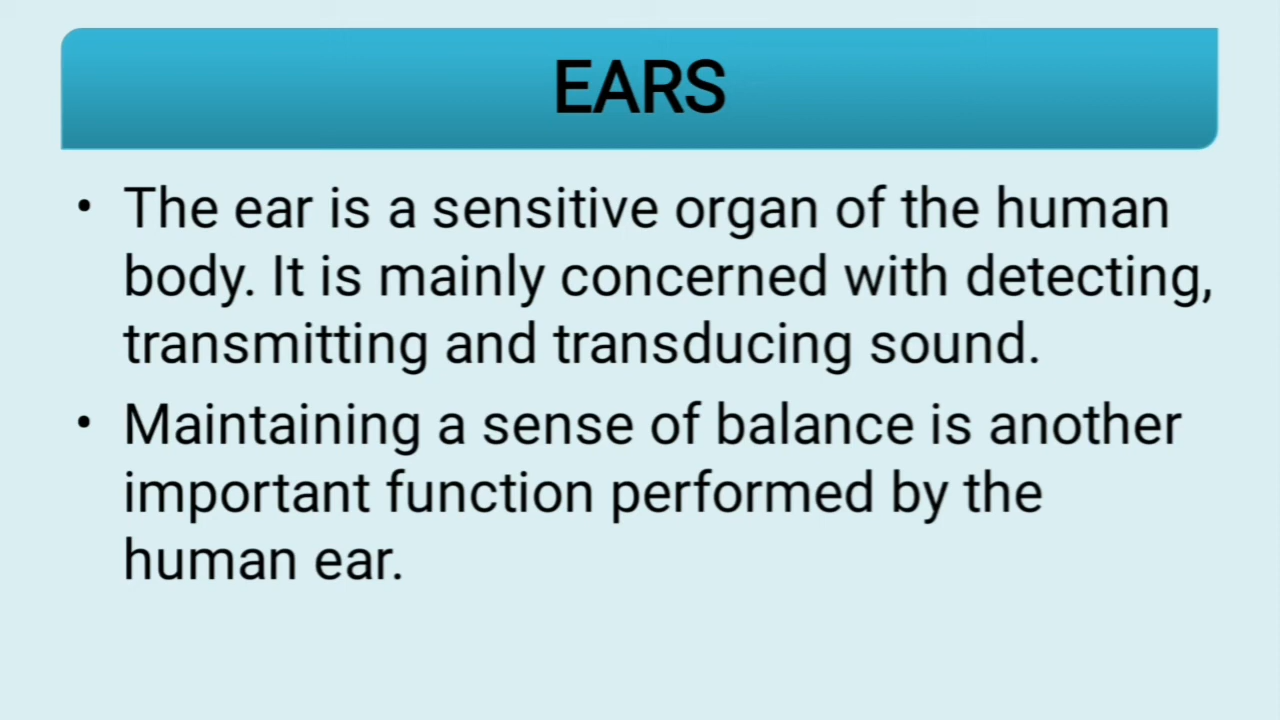 EARS
• The ear is a sensitive organ of the human
body. It is mainly concerned with detecting,
transmitting and transducing sound.
• Maintaining a sense of balance is another
important function performed by the
human ear.